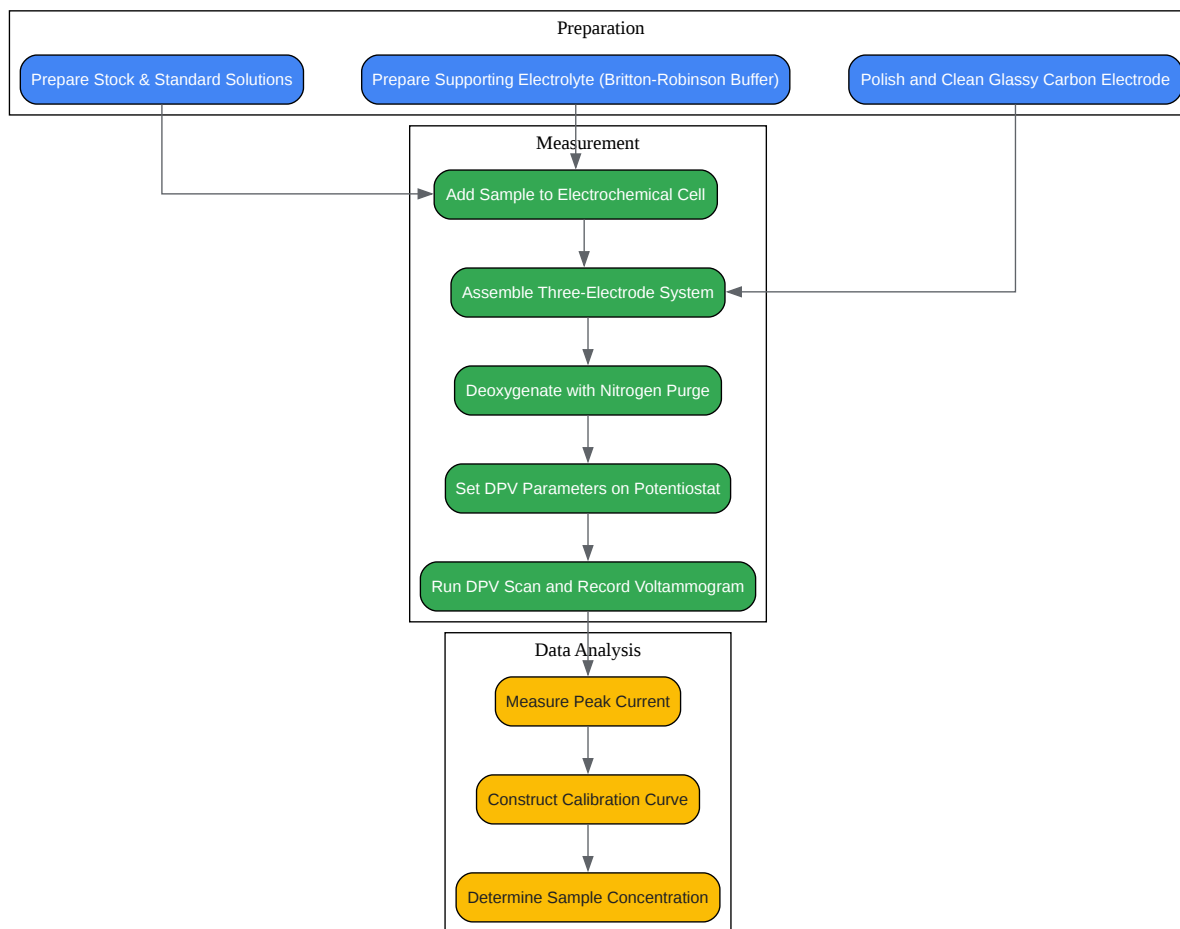 Preparation
Prepare Stock & Standard Solutions
Prepare Supporting Electrolyte (Britton-Robinson Buffer)
Polish and Clean Glassy Carbon Electrode
Measurement
Add Sample to Electrochemical Cell
Assemble Three-Electrode System
Deoxygenate with Nitrogen Purge
Set DPV Parameters on Potentiostat
Run DPV Scan and Record Voltammogram
Data Analysis
Measure Peak Current
Construct Calibration Curve
Determine Sample Concentration